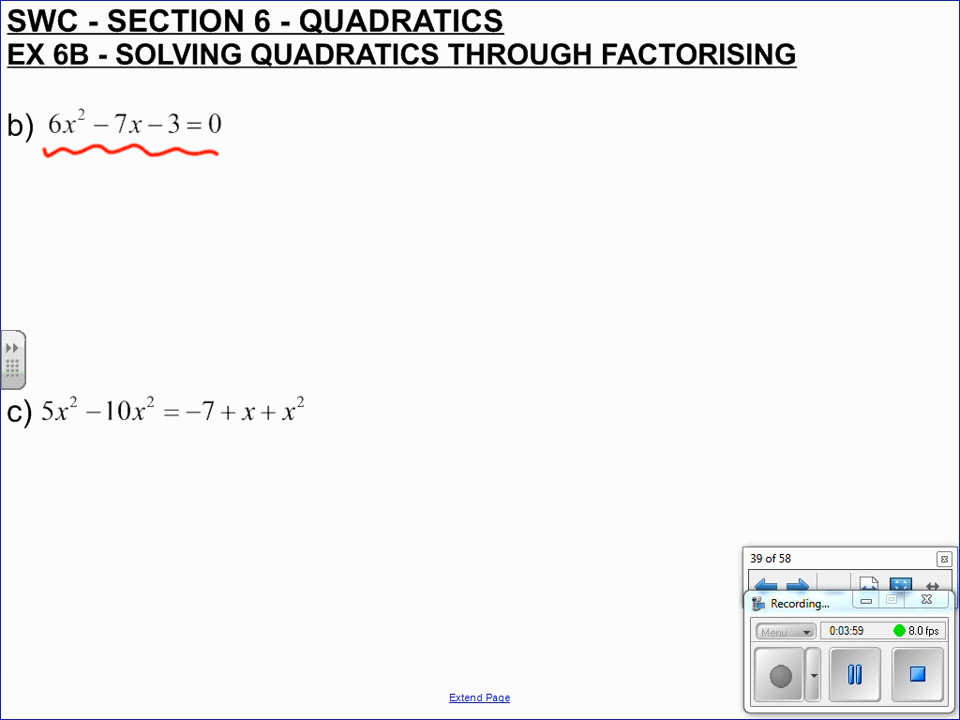 SWC - SECTION 6 - QUADRATICS
EX 6B - SOLVING QUADRATICS THROUGH FACTORISING
b) 6x² − 7x − 3 = 0
c) 5x² − 10x² = −7 + x + x²
39 of 58
Recording...
Menu
0:03:59
8.0 fps
Extend Page